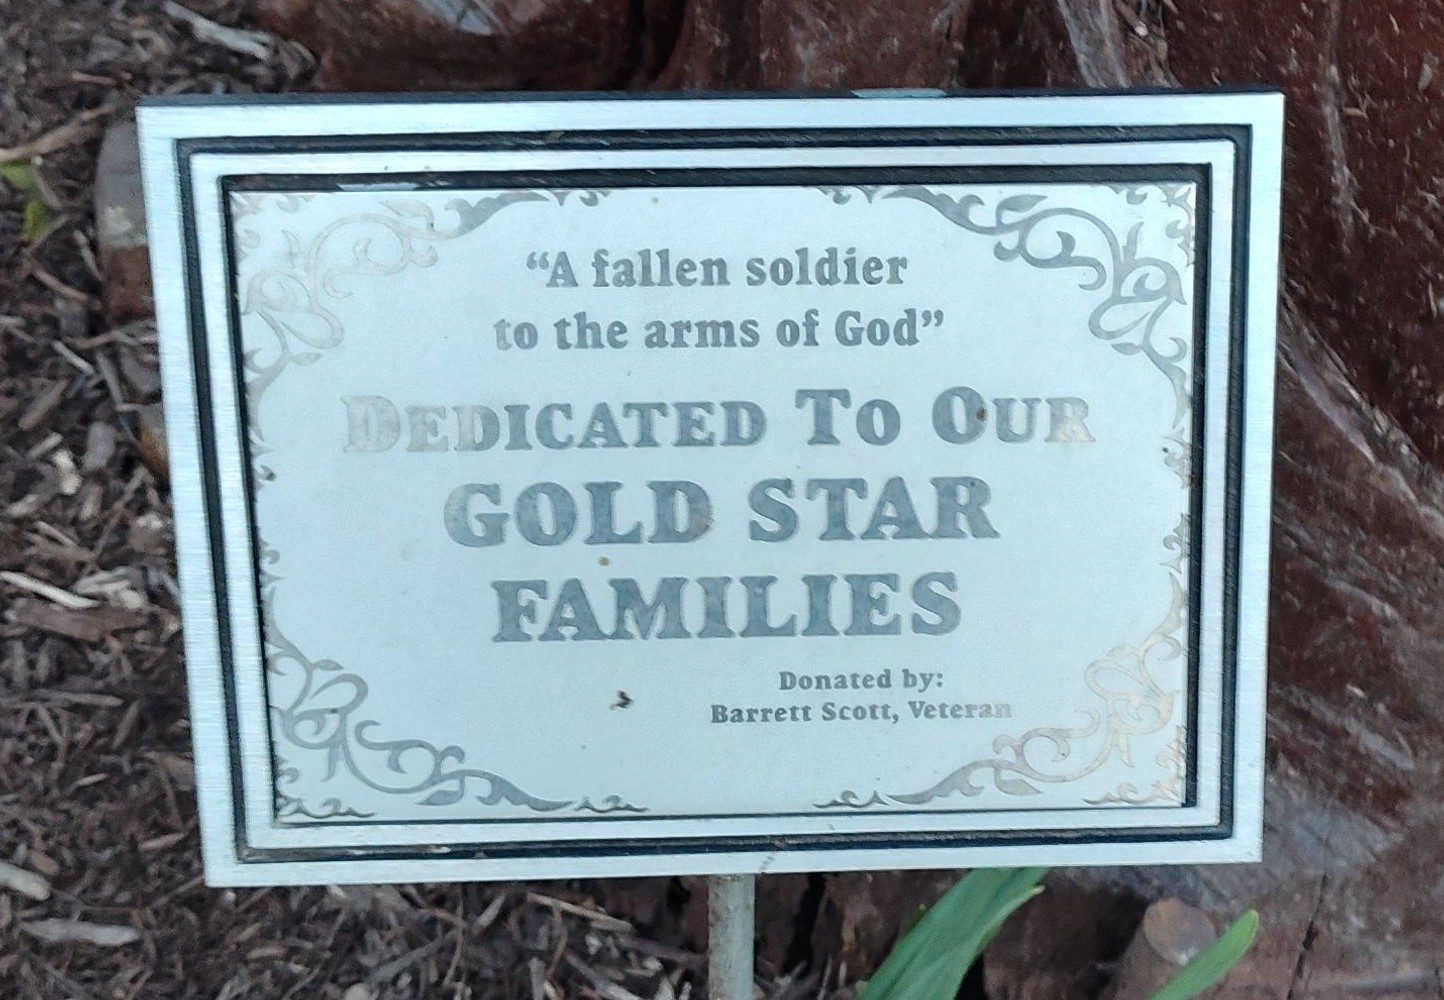 “A fallen soldier
to the arms of God”
DEDICATED TO OUR
GOLD STAR
FAMILIES
Donated by:
Barrett Scott, Veteran